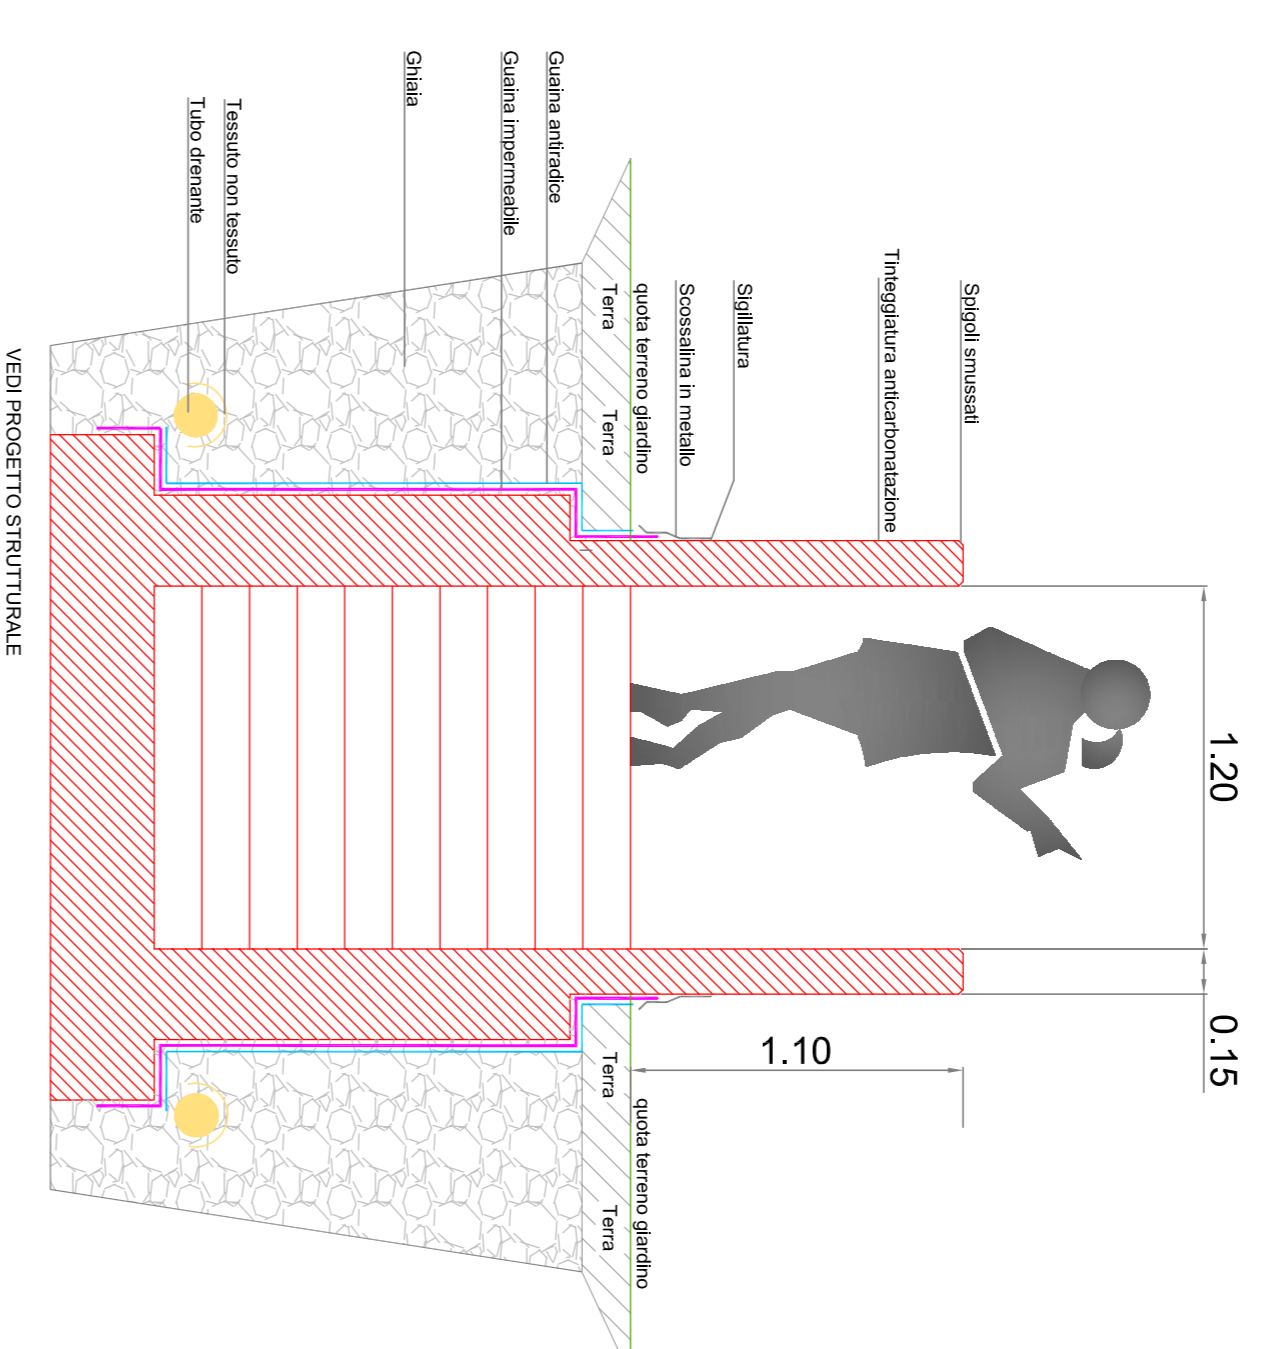 1.20
0.15
Spigoli smussati
Tinteggiatura anticarbonatazione
1.10
Sigillatura
Scossalina in metallo
quota terreno giardino
quota terreno giardino
Terra
Terra
Terra
Terra
Guaina antiradice
Guaina impermeabile
Ghiaia
Tessuto non tessuto
Tubo drenante
VEDI PROGETTO STRUTTURALE